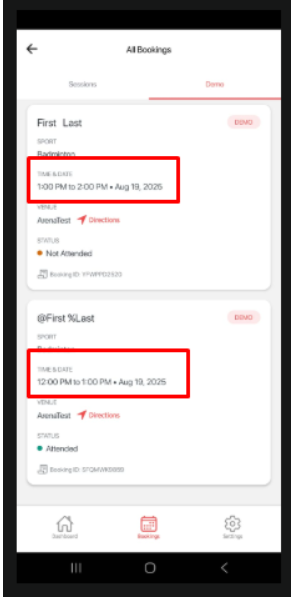 All Bookings
Sessions
Demo
First Last
DEMO
SPORT
Badminton
TIME & DATE
1:00 PM to 2:00 PM • Aug 19, 2025
VENUE
ArenaTest Directions
STATUS
Not Attended
Booking ID:
@First %Last
DEMO
SPORT
Badminton
TIME & DATE
12:00 PM to 1:00 PM • Aug 19, 2025
VENUE
ArenaTest Directions
STATUS
Attended
Booking ID:
Dashboard
Bookings
Settings